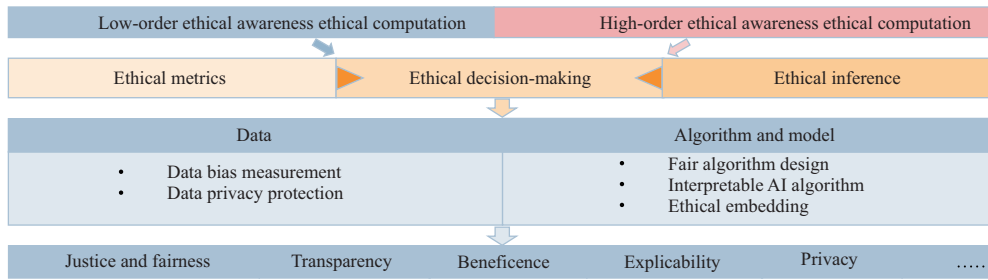 Low-order ethical awareness ethical computation
High-order ethical awareness ethical computation
Ethical metrics
Ethical decision-making
Ethical inference
Data
Algorithm and model
• Data bias measurement
• Data privacy protection
• Fair algorithm design
• Interpretable AI algorithm
• Ethical embedding
Justice and fairness
Transparency
Beneficence
Explicability
Privacy
.....